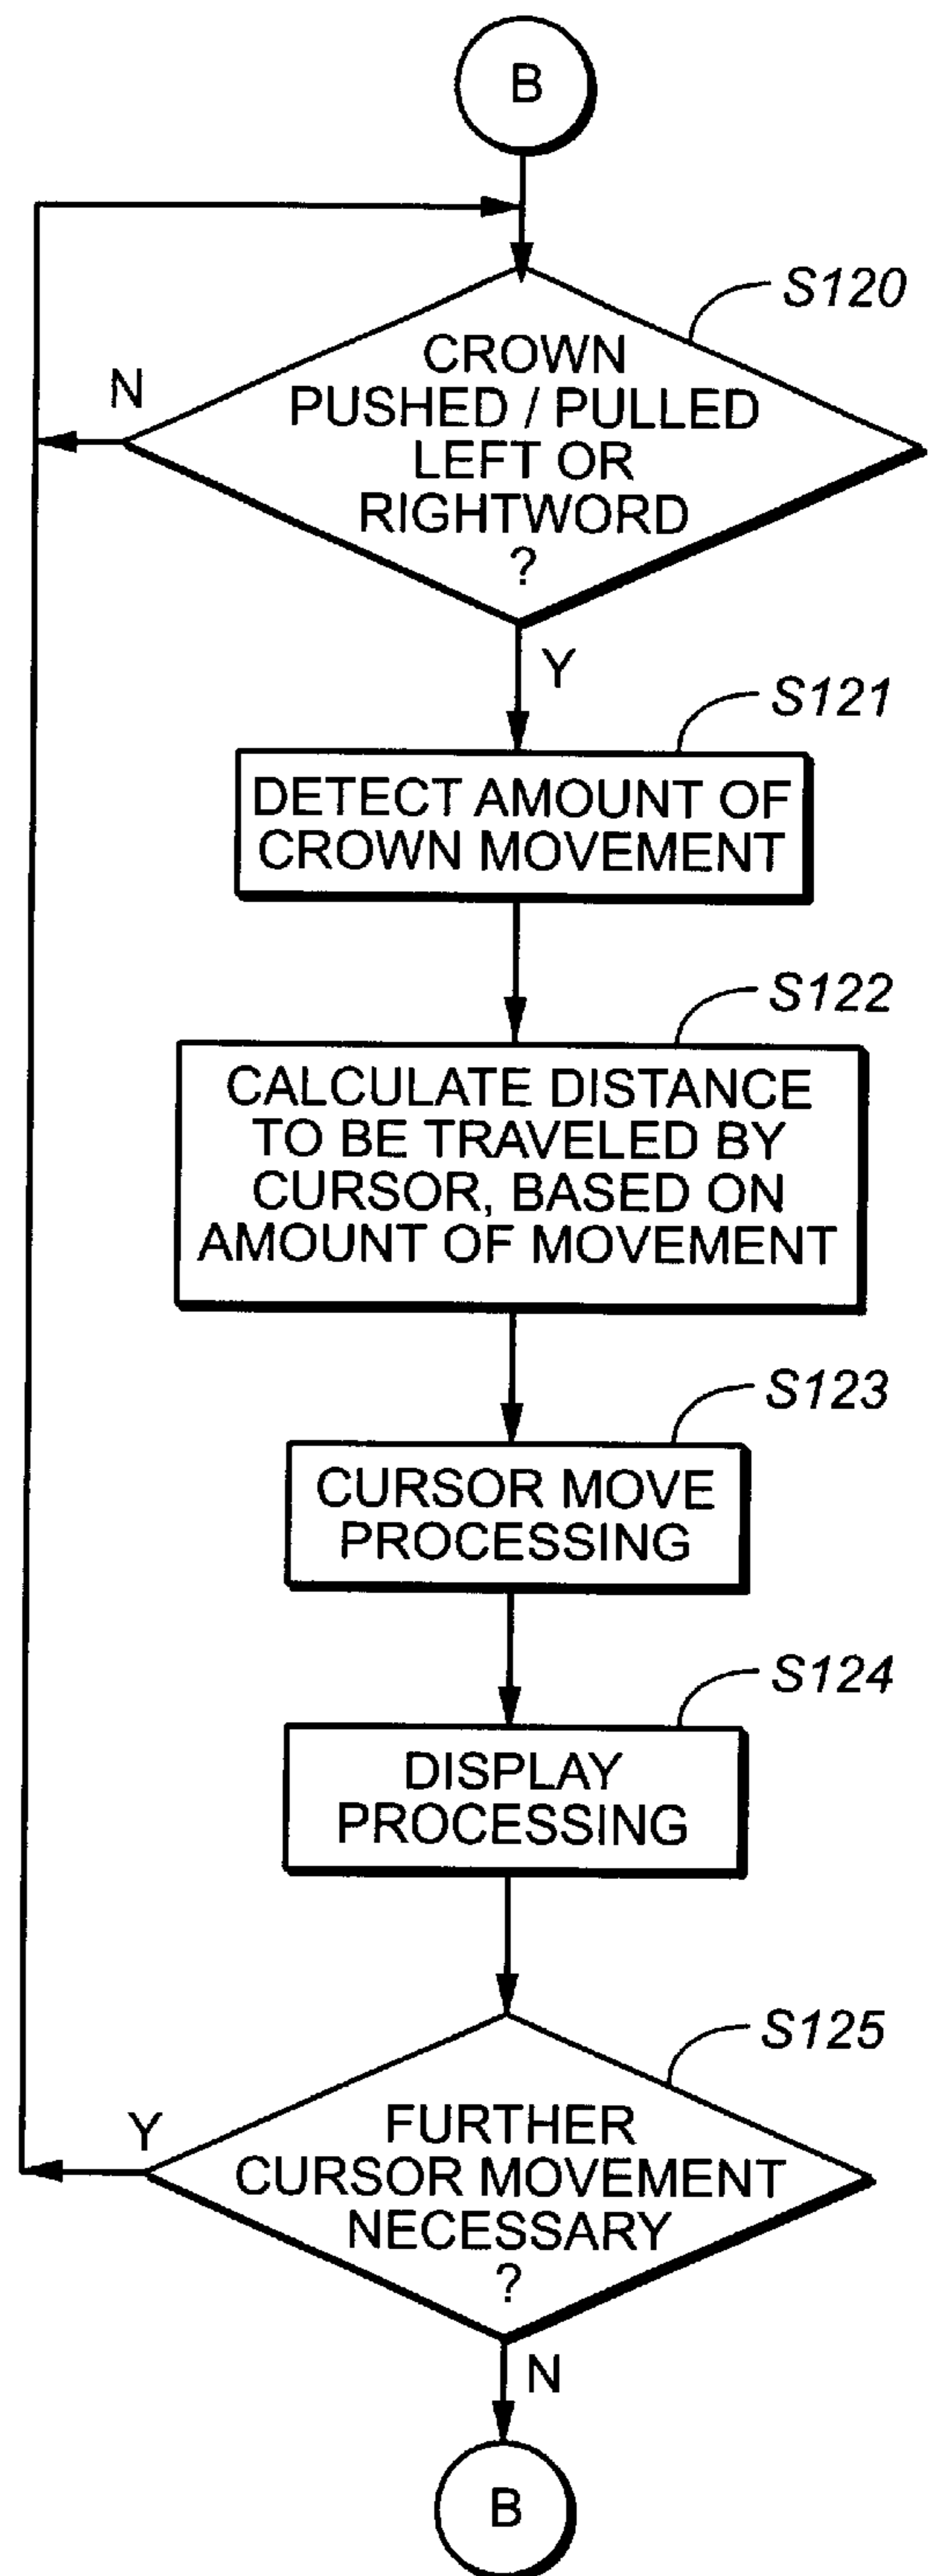 B
S120
CROWN
PUSHED / PULLED
LEFT OR
RIGHTWORD
?
N
Y
S121
DETECT AMOUNT OF
CROWN MOVEMENT
S122
CALCULATE DISTANCE
TO BE TRAVELED BY
CURSOR, BASED ON
AMOUNT OF MOVEMENT
S123
CURSOR MOVE
PROCESSING
S124
DISPLAY
PROCESSING
S125
Y
FURTHER
CURSOR MOVEMENT
NECESSARY
?
N
B